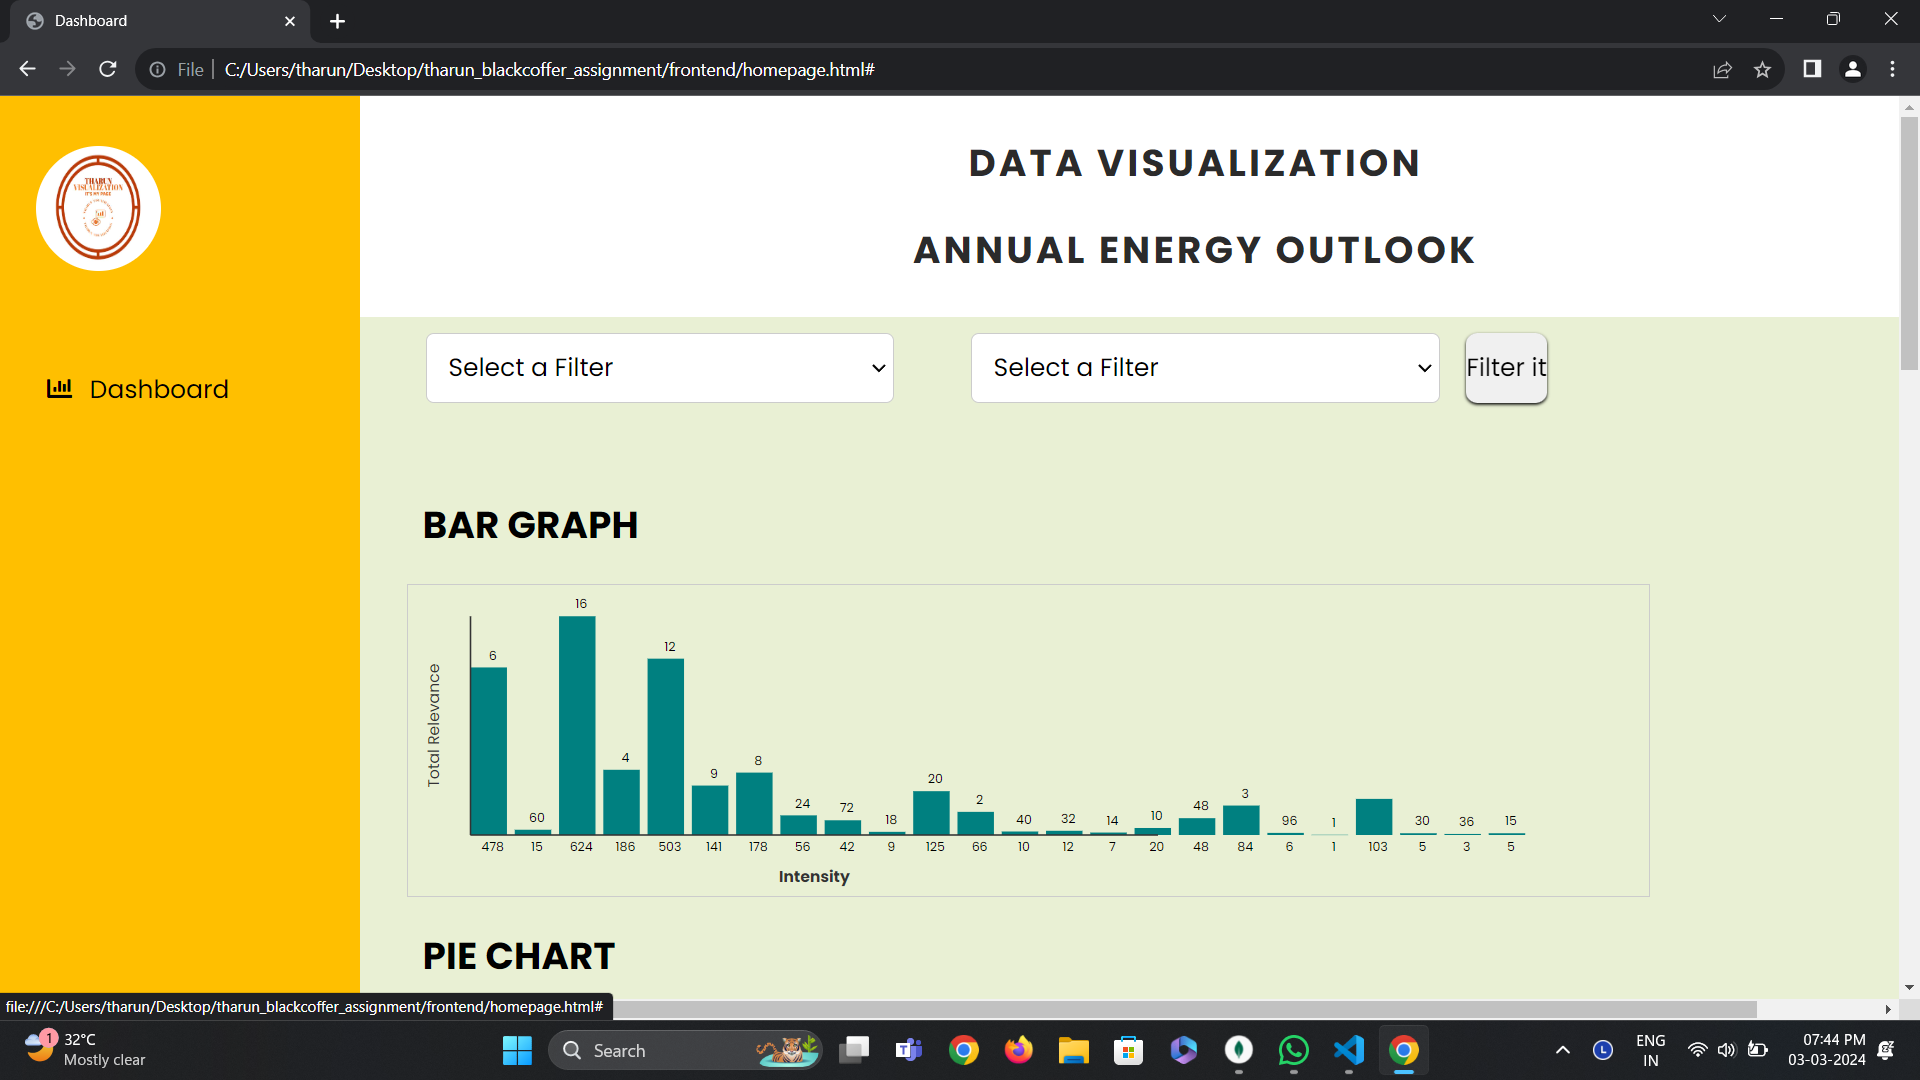 Dashboard
File
C:/Users/tharun/Desktop/tharun_blackcoffer_assignment/frontend/homepage.html#
THARUN
VISUALIZATION
IT'S MY PAGE
Dashboard
DATA VISUALIZATION
ANNUAL ENERGY OUTLOOK
Select a Filter
Select a Filter
Filter it
BAR GRAPH
Total Relevance
6 60 16 4 12 9 8 24 72 18 20 2 40 32 14 10 48 3 96 1 30 36 15
478 15 624 186 503 141 178 56 42 9 125 66 10 12 7 20 48 84 6 1 103 5 3 5
Intensity
PIE CHART
file:///C:/Users/tharun/Desktop/tharun_blackcoffer_assignment/frontend/homepage.html#
1
32°C
Mostly clear
Search
L
ENG
IN
07:44 PM
03-03-2024